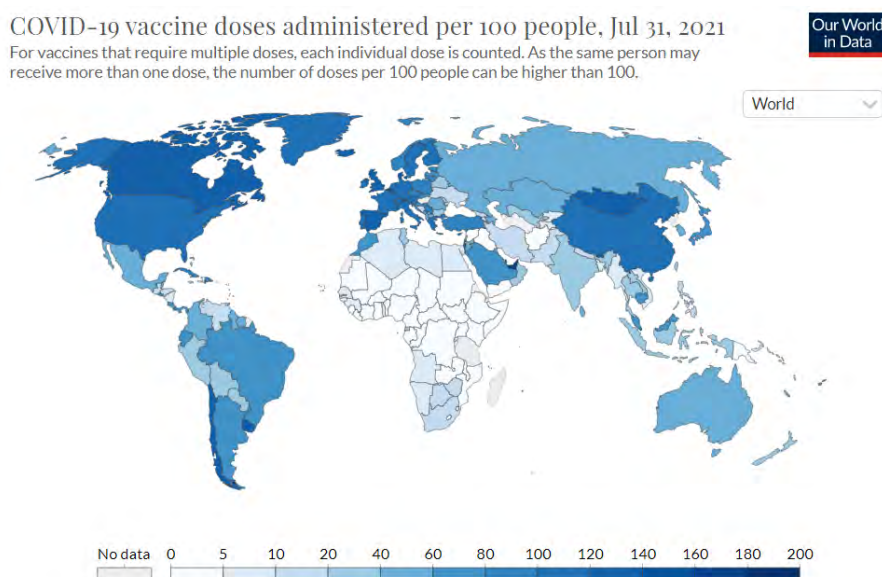 COVID-19 vaccine doses administered per 100 people, Jul 31, 2021
Our World
in Data
For vaccines that require multiple doses, each individual dose is counted. As the same person may
receive more than one dose, the number of doses per 100 people can be higher than 100.
World
No data 0 5 10 20 40 60 80 100 120 140 160 180 200